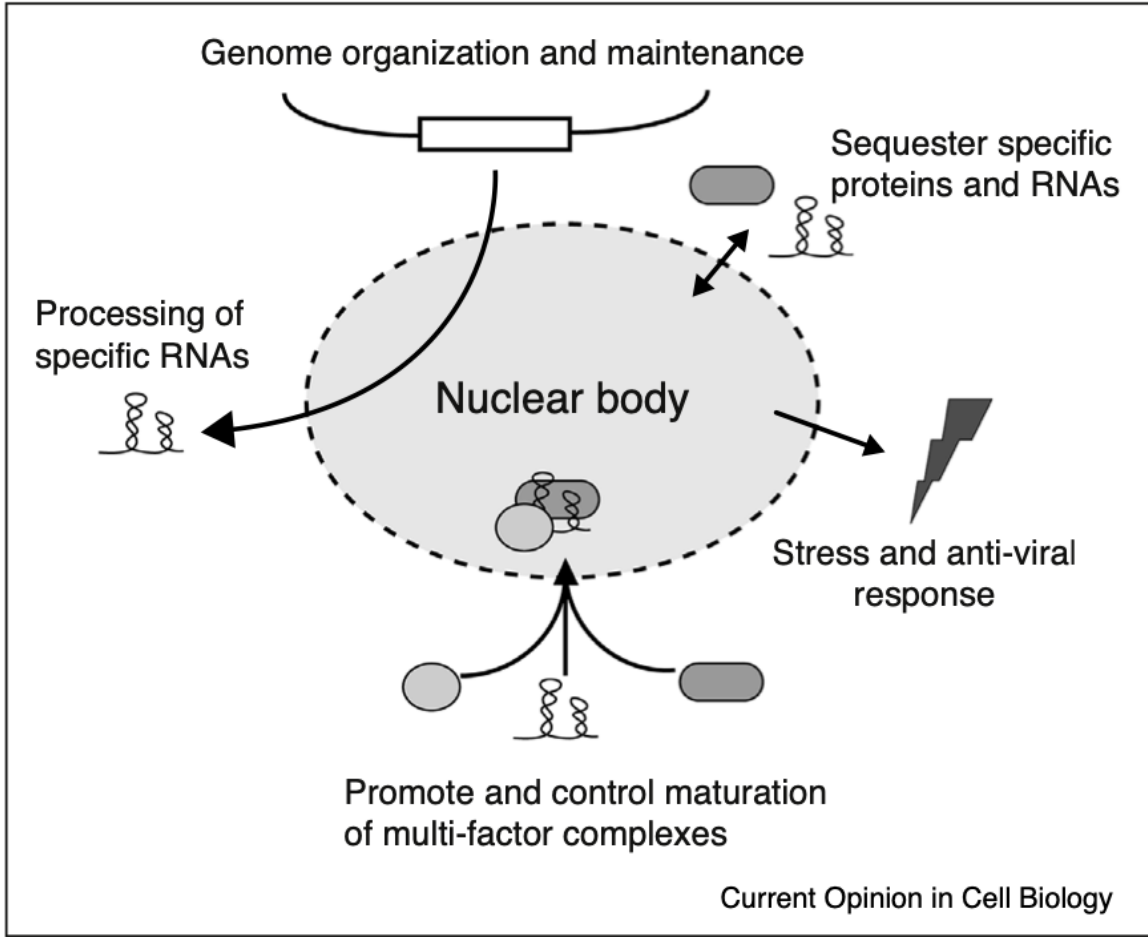 Genome organization and maintenance
Sequester specific
proteins and RNAs
Processing of
specific RNAs
Nuclear body
Stress and anti-viral
response
Promote and control maturation
of multi-factor complexes
Current Opinion in Cell Biology